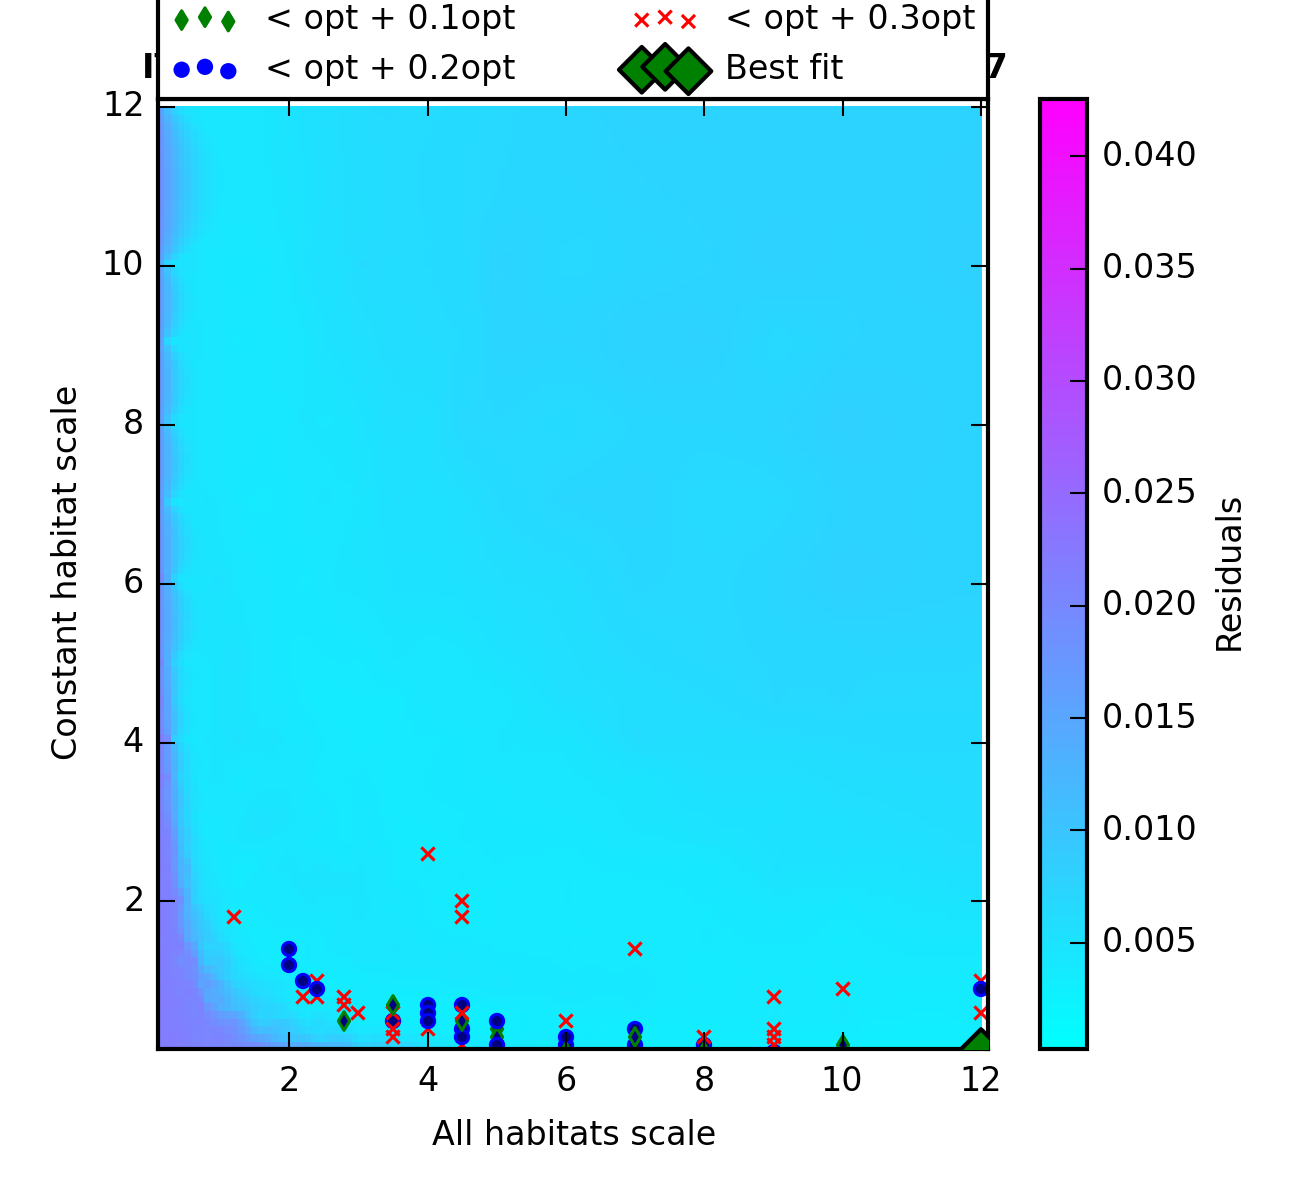 < opt + 0.1opt < opt + 0.3opt
< opt + 0.2opt Best fit
7
12
10
8
6
4
2
Constant habitat scale
2 4 6 8 10 12
All habitats scale
0.040
0.035
0.030
0.025
0.020
0.015
0.010
0.005
Residuals